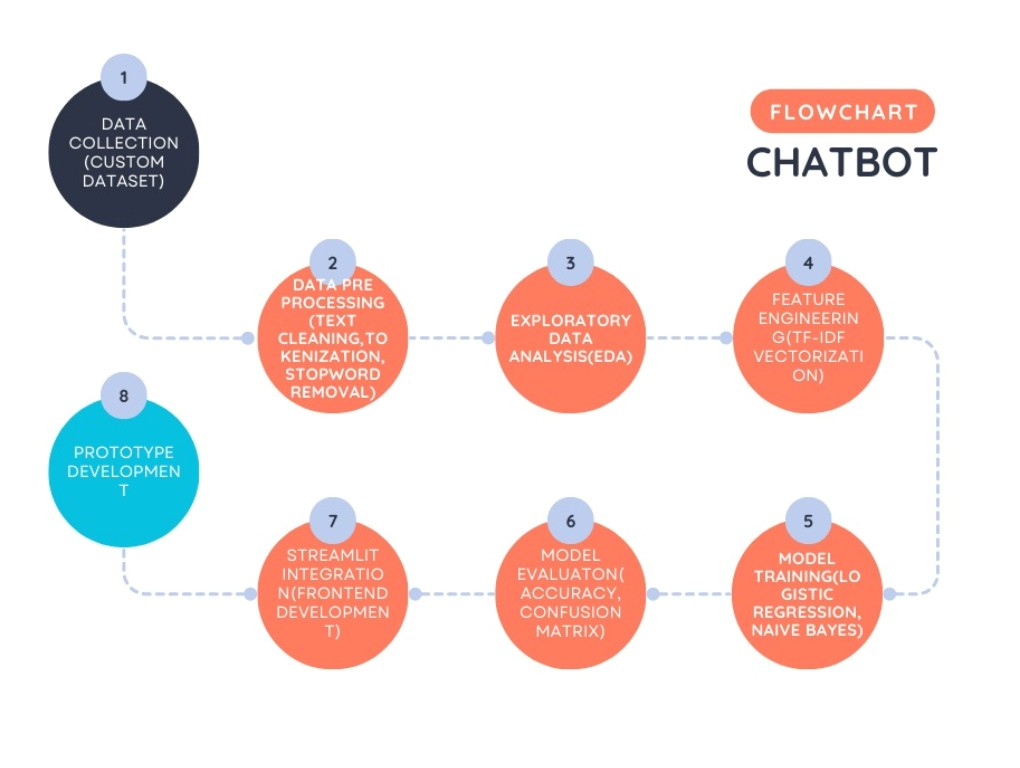 FLOWCHART
CHATBOT
1
DATA
COLLECTION
(CUSTOM
DATASET)
2
DATA PRE
PROCESSING
(TEXT
CLEANING,TO
KENIZATION,
STOPWORD
REMOVAL)
3
EXPLORATORY
DATA
ANALYSIS(EDA)
4
FEATURE
ENGINEERIN
G(TF-IDF
VECTORIZATI
ON)
5
MODEL
TRAINING(LO
GISTIC
REGRESSION,
NAIVE BAYES)
6
MODEL
EVALUATON(
ACCURACY,
CONFUSION
MATRIX)
7
STREAMLIT
INTEGRATIO
N(FRONTEND
DEVELOPMEN
T)
8
PROTOTYPE
DEVELOPMEN
T